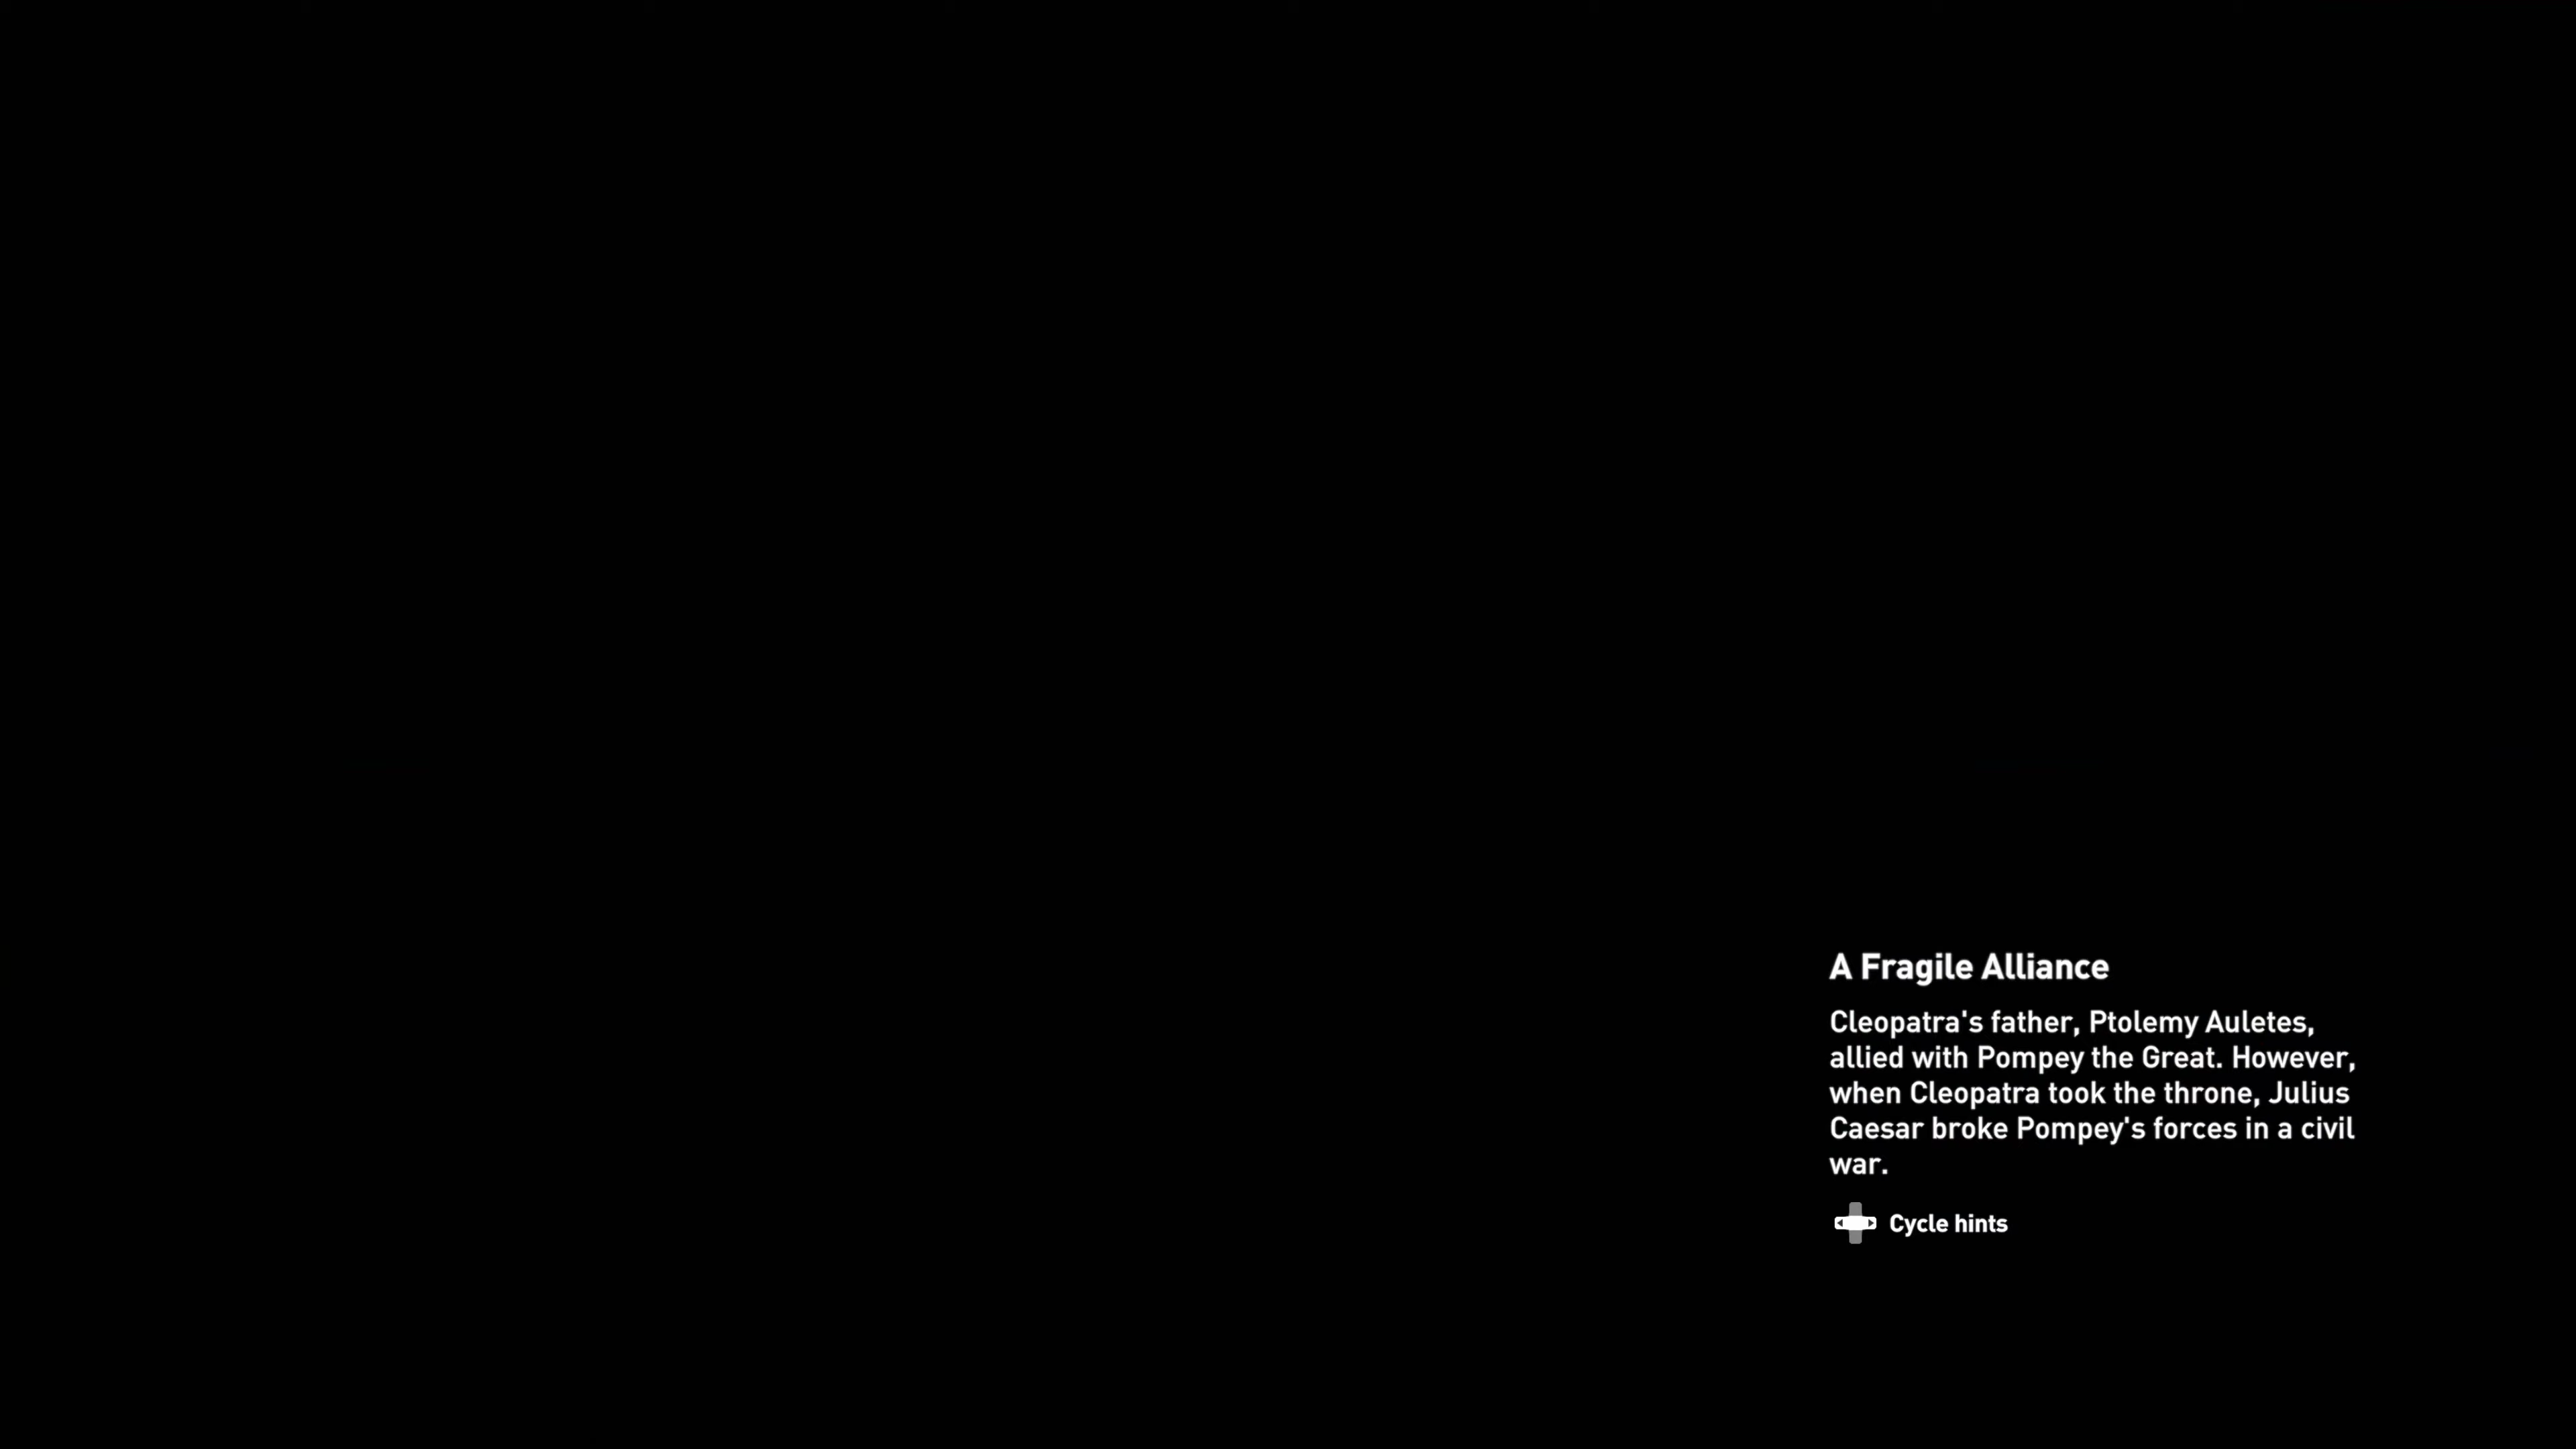 A Fragile Alliance
Cleopatra's father, Ptolemy Auletes,
allied with Pompey the Great. However,
when Cleopatra took the throne, Julius
Caesar broke Pompey's forces in a civil
war.
Cycle hints